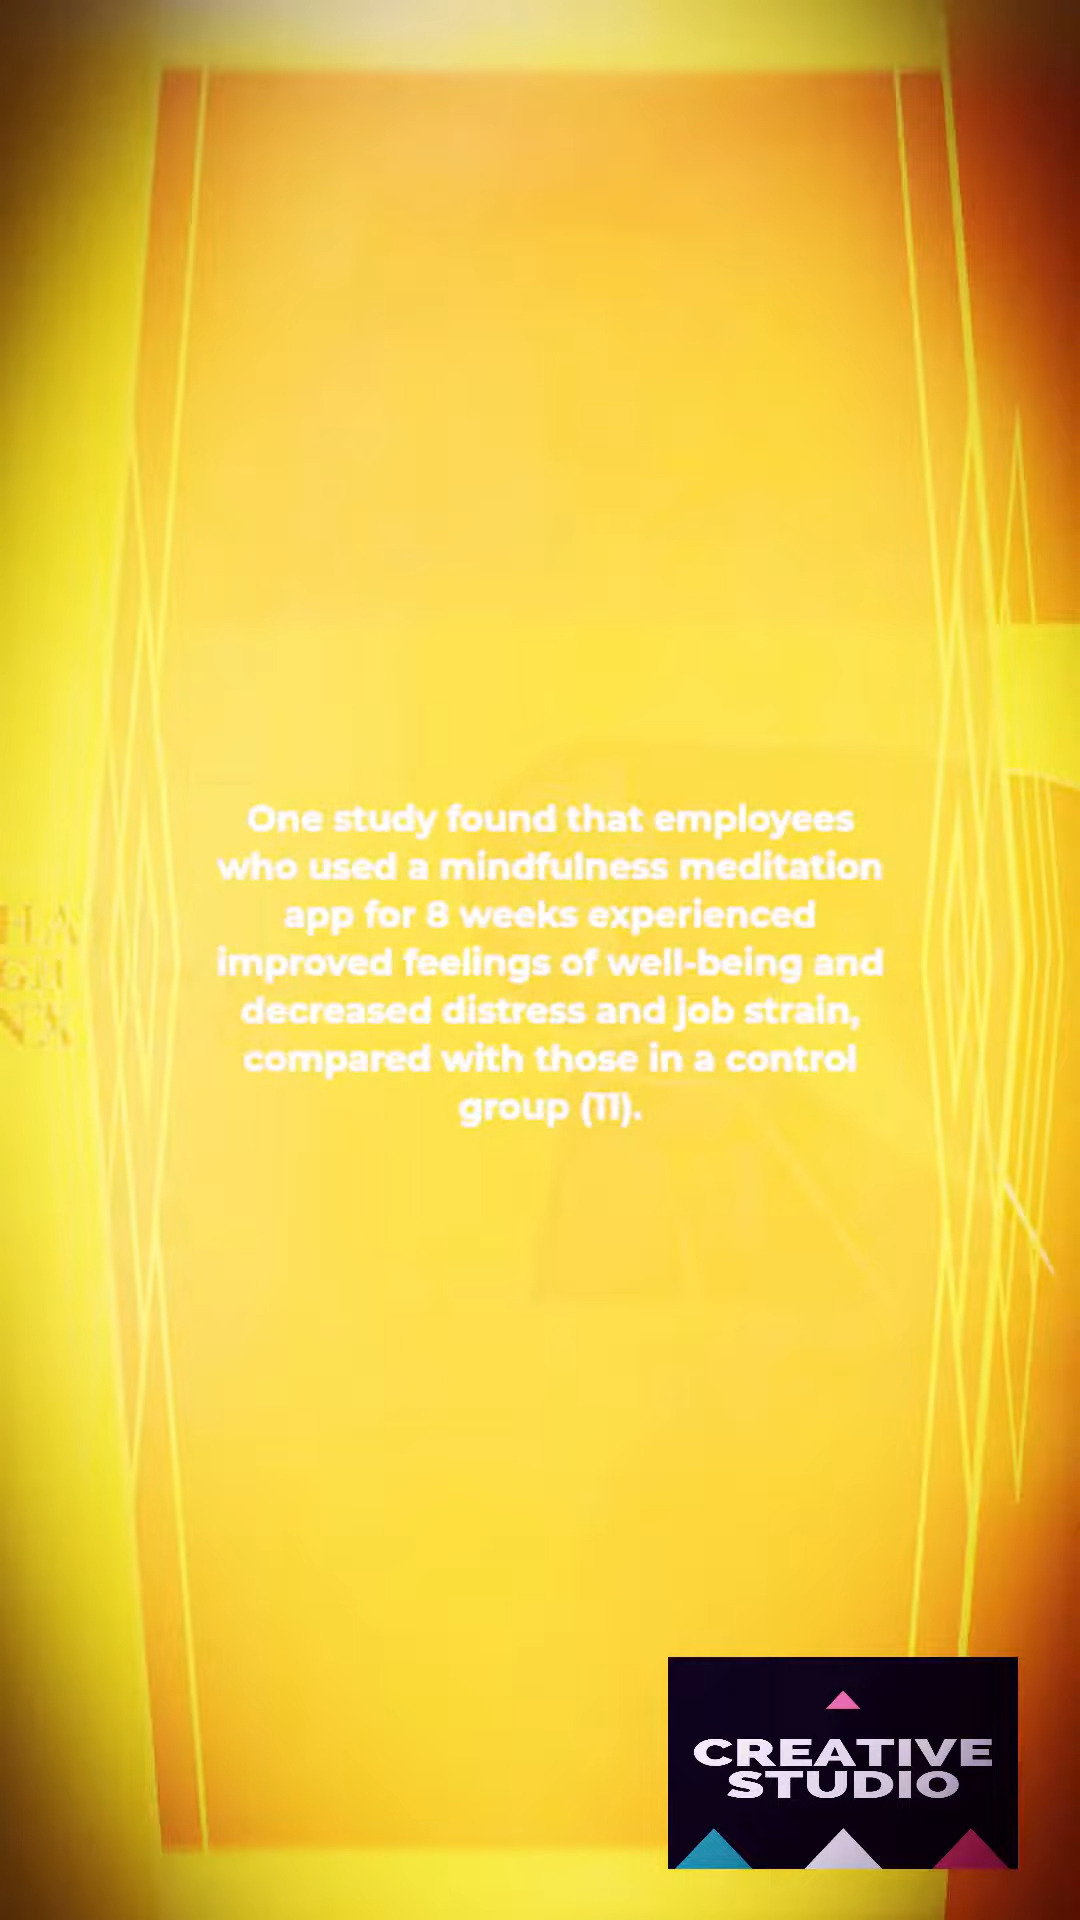 One study found that employees
who used a mindfulness meditation
app for 8 weeks experienced
improved feelings of well-being and
decreased distress and job strain,
compared with those in a control
group (11).
CREATIVE
STUDIO